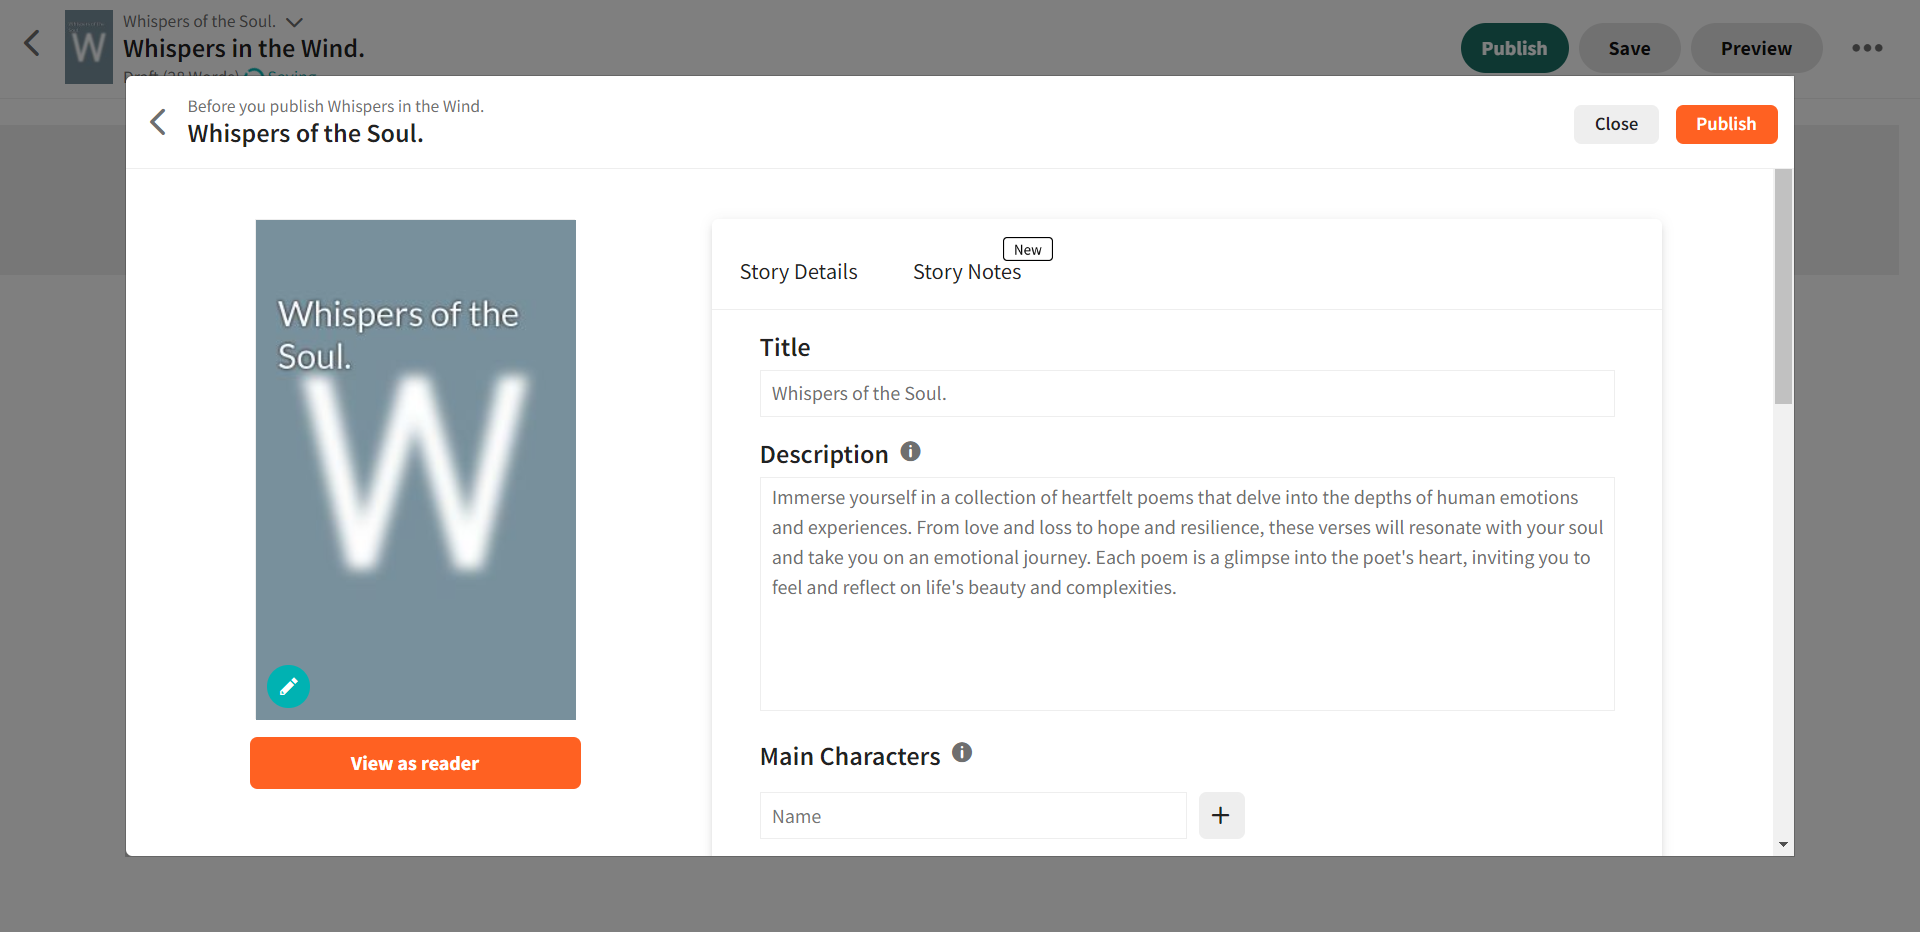 Whispers of the Soul.
Whispers in the Wind.
Draft (28 Words) Saving
Publish
Save
Preview
W
Before you publish Whispers in the Wind.
Whispers of the Soul.
Close
Publish
Whispers of the
Soul.
W
View as reader
Story Details
Story Notes
New
Title
Whispers of the Soul.
Description
Immerse yourself in a collection of heartfelt poems that delve into the depths of human emotions
and experiences. From love and loss to hope and resilience, these verses will resonate with your soul
and take you on an emotional journey. Each poem is a glimpse into the poet's heart, inviting you to
feel and reflect on life's beauty and complexities.
Main Characters
Name